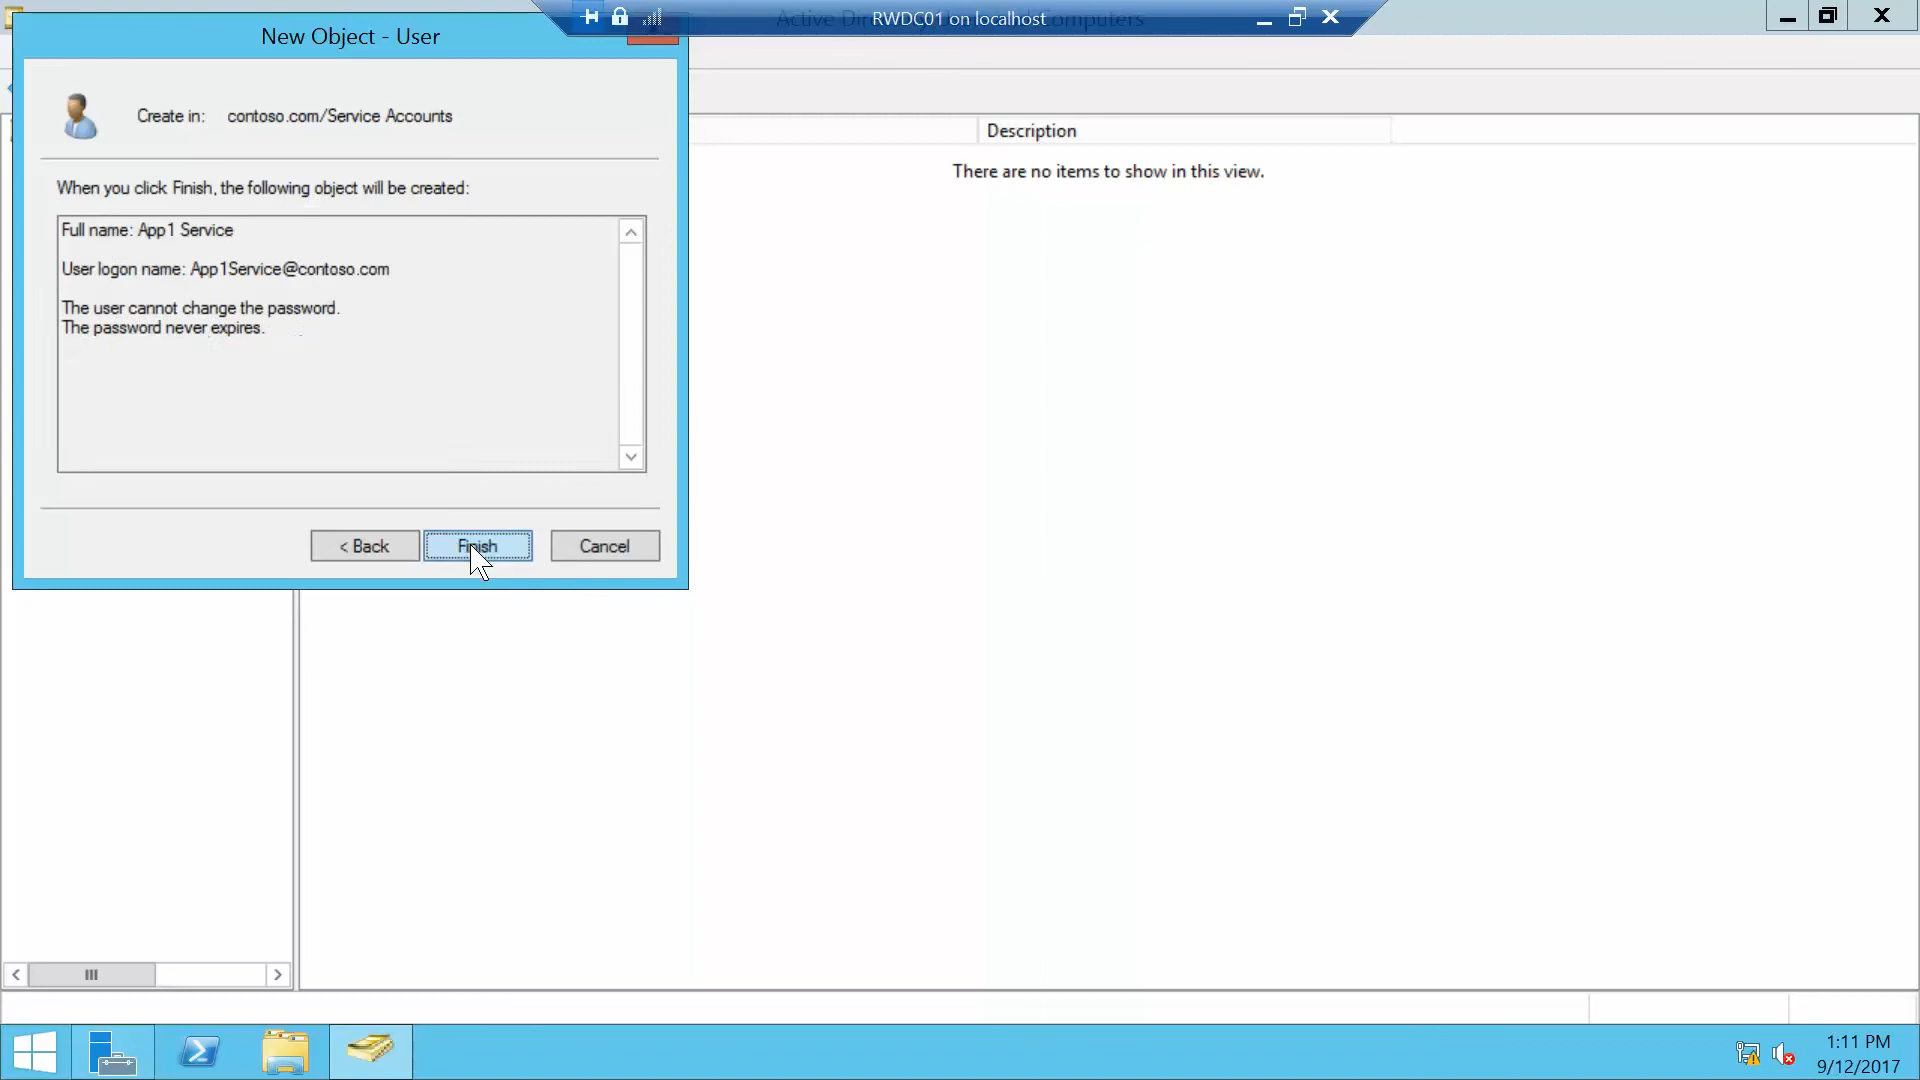 New Object - User
RWDC01 on localhost
Create in: contoso.com/Service Accounts
When you click Finish, the following object will be created:
Full name: App1 Service
User logon name: App1Service@contoso.com
The user cannot change the password.
The password never expires.
< Back
Finish
Cancel
Description
There are no items to show in this view.
1:11 PM
9/12/2017